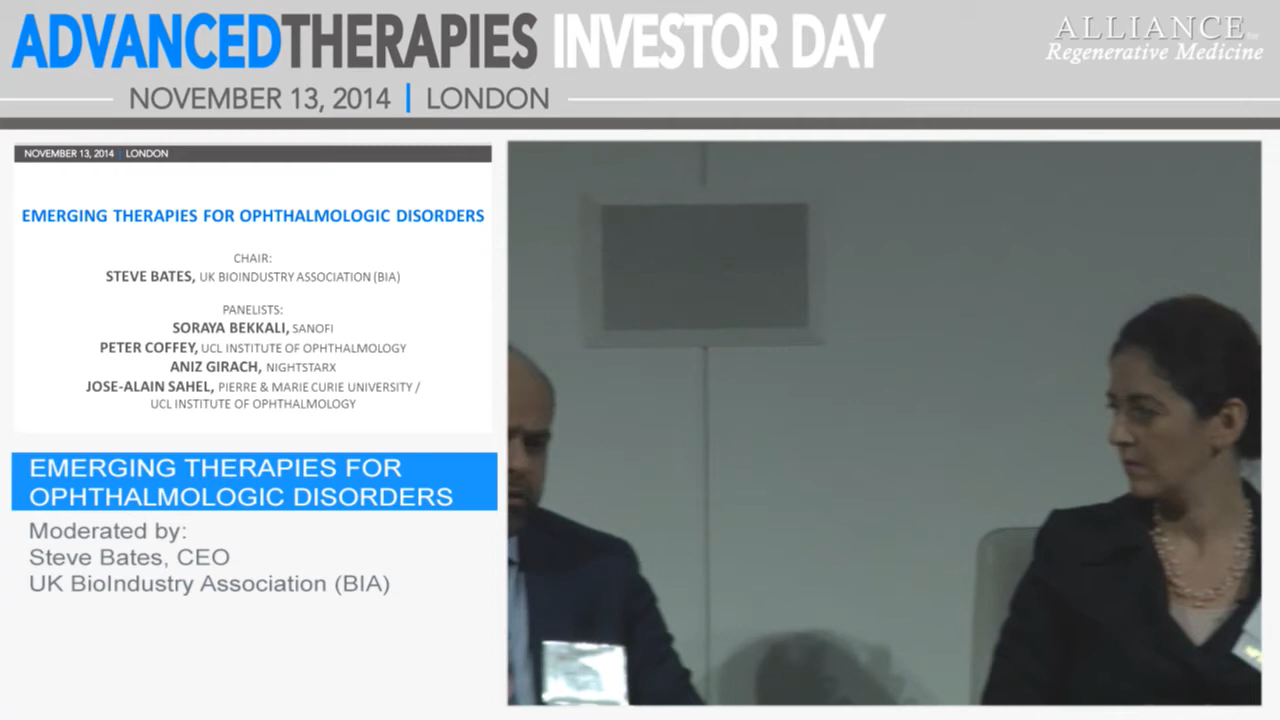 ADVANCEDTHERAPIES INVESTOR DAY
NOVEMBER 13, 2014 | LONDON
ALLIANCE for
Regenerative Medicine
NOVEMBER 13, 2014 | LONDON
EMERGING THERAPIES FOR OPHTHALMOLOGIC DISORDERS
CHAIR:
STEVE BATES, UK BIOINDUSTRY ASSOCIATION (BIA)
PANELISTS:
SORAYA BEKKALI, SANOFI
PETER COFFEY, UCL INSTITUTE OF OPHTHALMOLOGY
ANIZ GIRACH, NIGHTSTARX
JOSE-ALAIN SAHEL, PIERRE & MARIE CURIE UNIVERSITY /
UCL INSTITUTE OF OPHTHALMOLOGY
EMERGING THERAPIES FOR
OPHTHALMOLOGIC DISORDERS
Moderated by:
Steve Bates, CEO
UK BioIndustry Association (BIA)